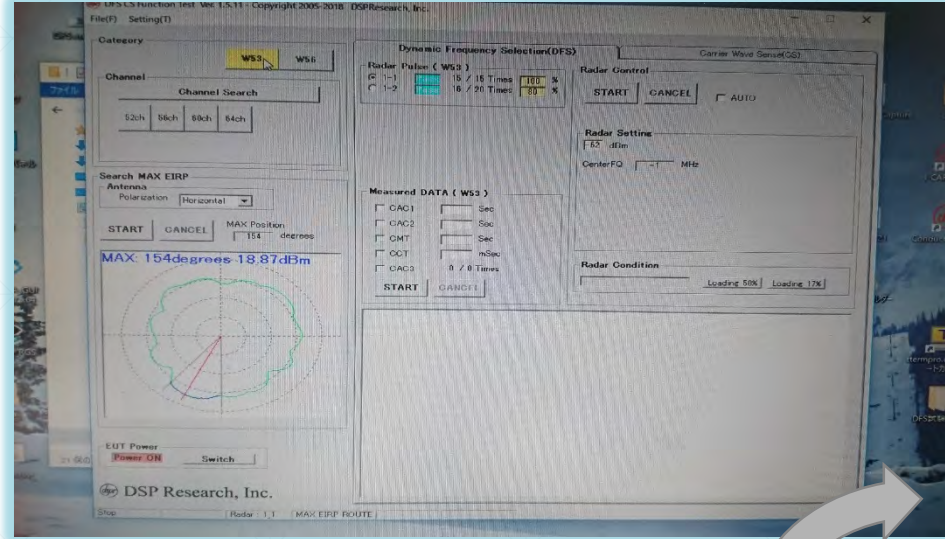 DFS CS Function Test Ver. 1.5.11 - Copyright 2005-2018 DSPResearch, Inc.
File(F) Setting(T)
Category
W53 W56
Channel
Channel Search
52ch 56ch 60ch 64ch
Search MAX EIRP
Antenna
Polarization Horizontal
START CANCEL MAX Position
154 degrees
MAX: 154degrees 18.87dBm
EUT Power
Power ON Switch
DSP Research, Inc.
Stop Radar : 1_1 MAX EIRP ROUTE
Dynamic Frequency Selection(DFS)
Carrier Wave Sense(CS)
Radar Pulse ( W53 )
1-1 15 / 15 Times 100 %
1-2 16 / 20 Times 80 %
Measured DATA ( W53 )
CAC1 Sec
CAC2 Sec
CMT Sec
CCT mSec
CAC3 0 / 0 Times
START CANCEL
Radar Control
START CANCEL AUTO
Radar Setting
-62 dBm
CenterFQ -1 MHz
Radar Condition
Loading 50% Loading 17%